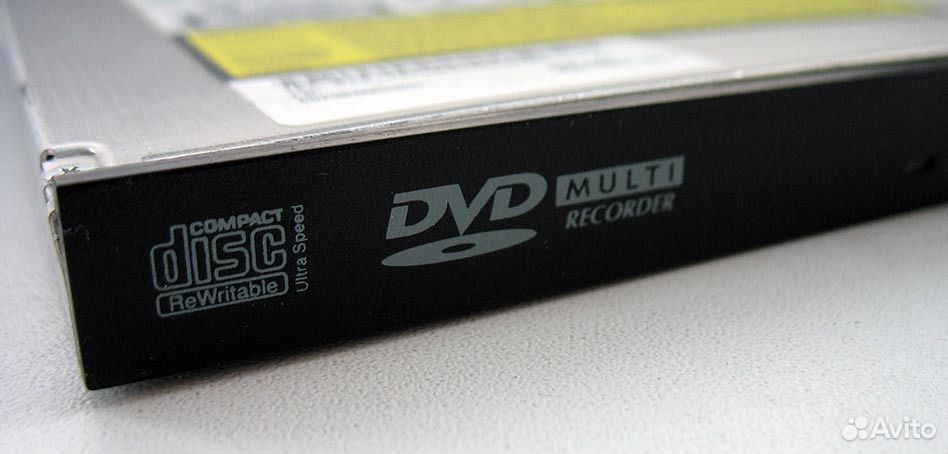 COMPACT
disc
ReWritable
Ultra Speed
DVD
MULTI
RECORDER
Avito